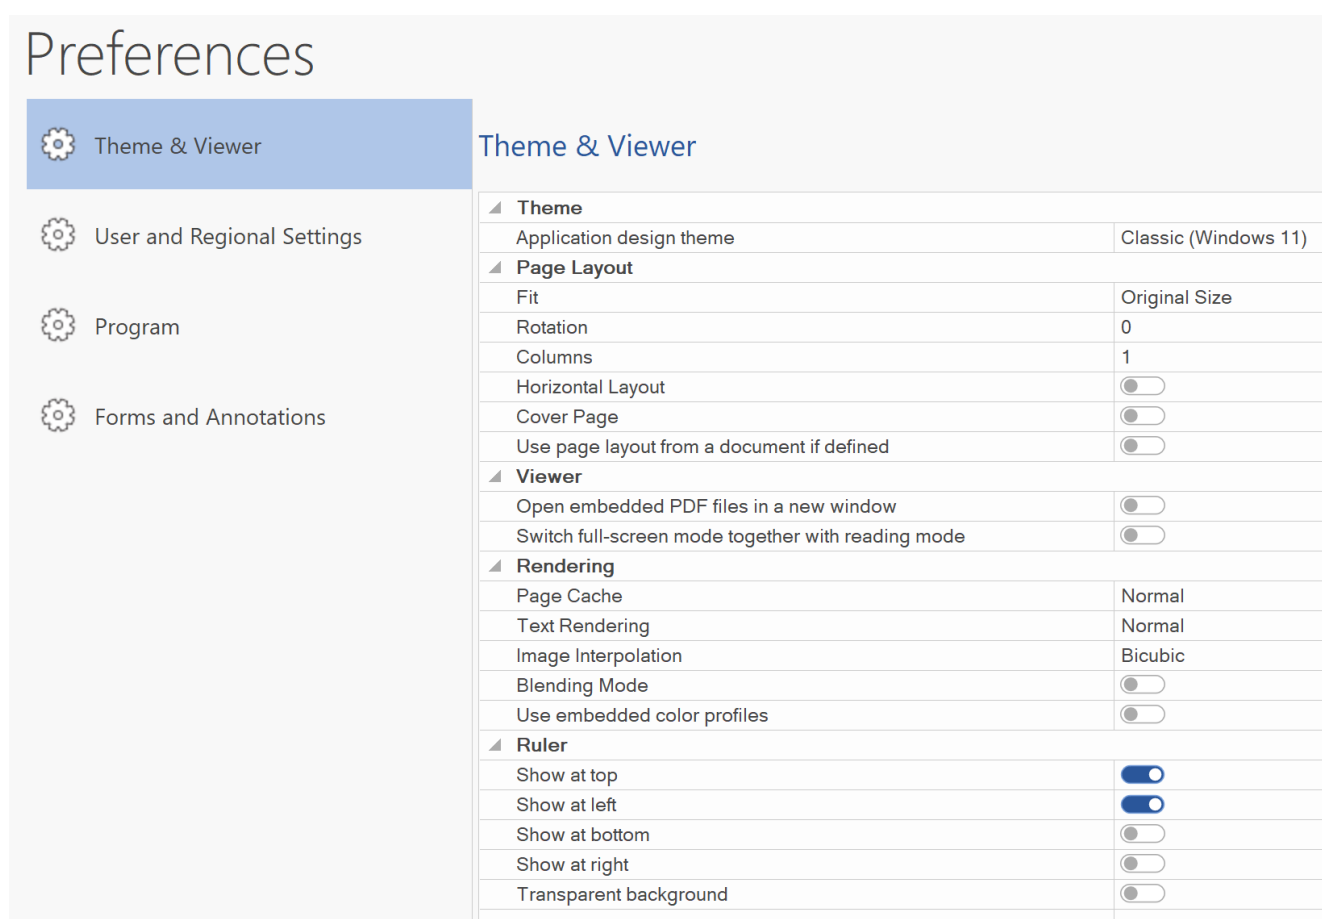 Preferences
Theme & Viewer
User and Regional Settings
Program
Forms and Annotations
Theme & Viewer
Theme
Application design theme Classic (Windows 11)
Page Layout
Fit Original Size
Rotation 0
Columns 1
Horizontal Layout
Cover Page
Use page layout from a document if defined
Viewer
Open embedded PDF files in a new window
Switch full-screen mode together with reading mode
Rendering
Page Cache Normal
Text Rendering Normal
Image Interpolation Bicubic
Blending Mode
Use embedded color profiles
Ruler
Show at top
Show at left
Show at bottom
Show at right
Transparent background